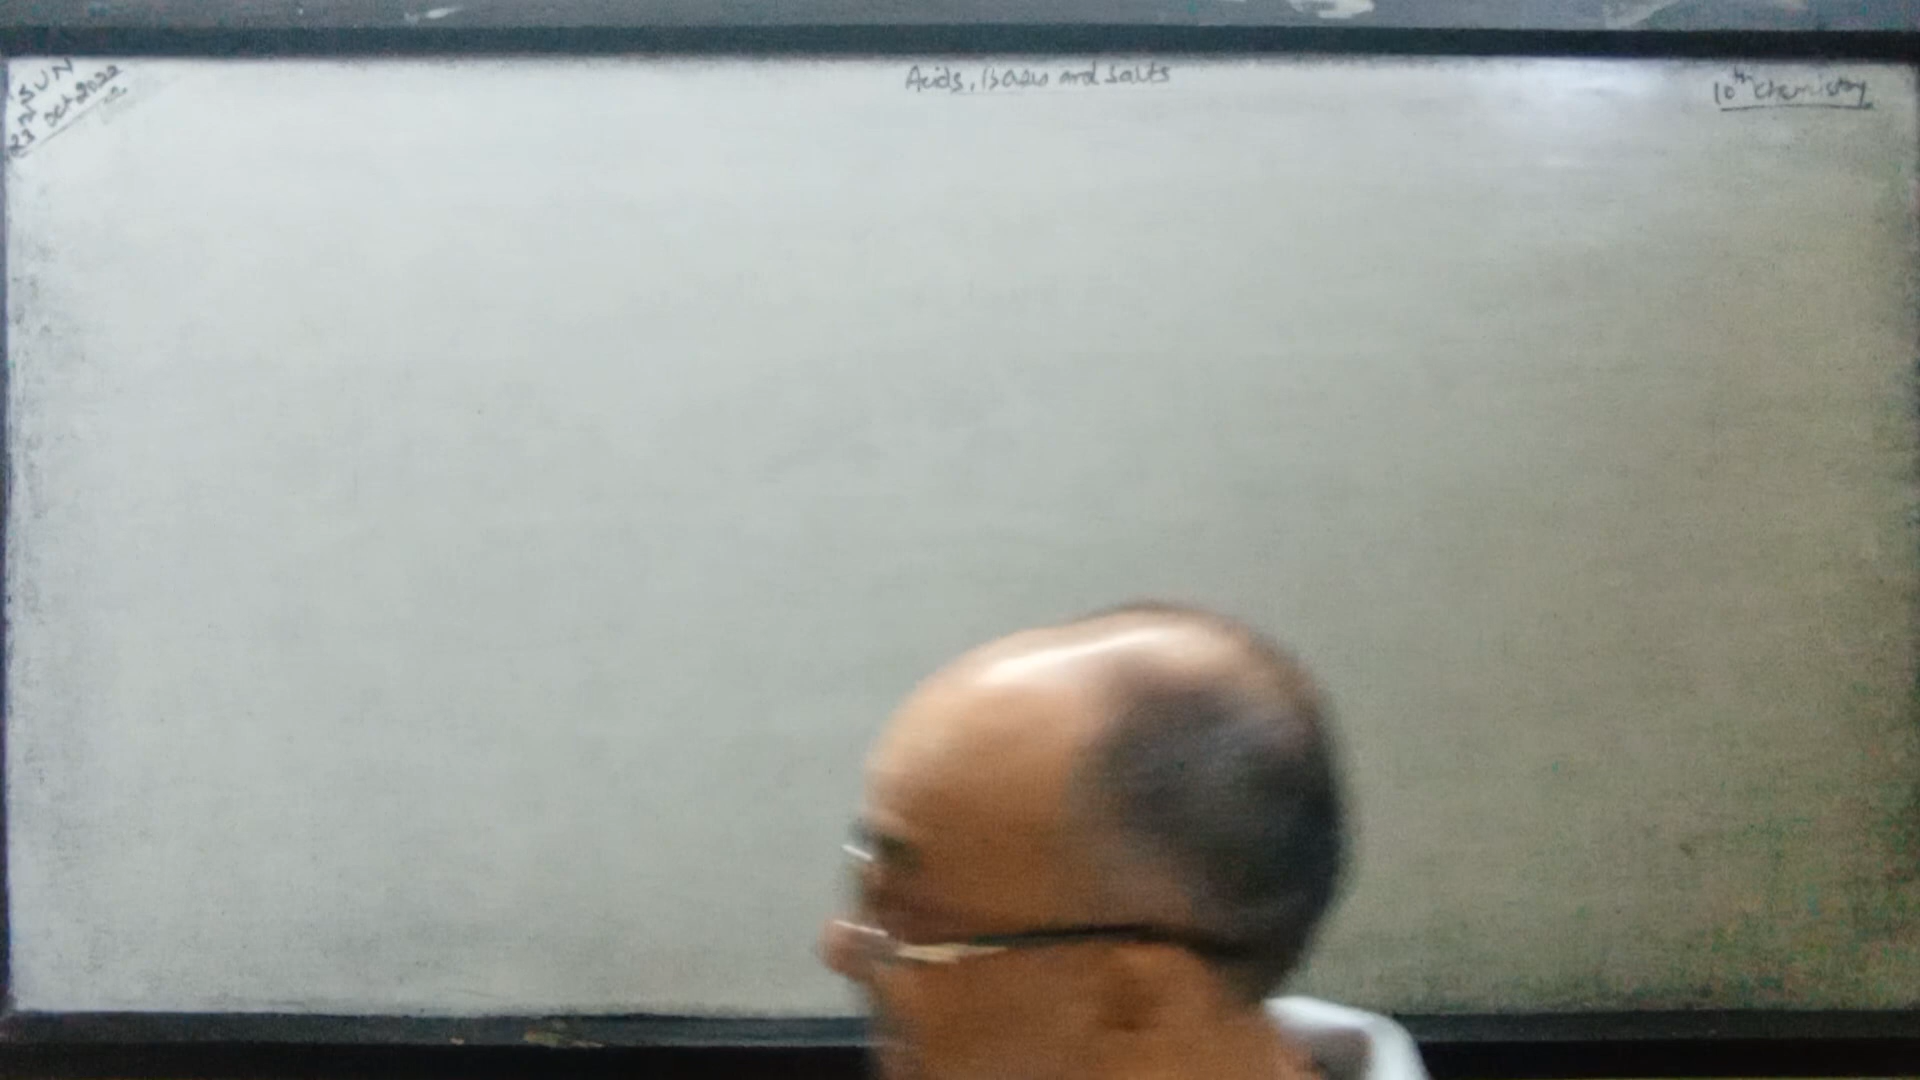 SUN
23 Oct 2022
Acids, Bases and Salts
10th Chemistry